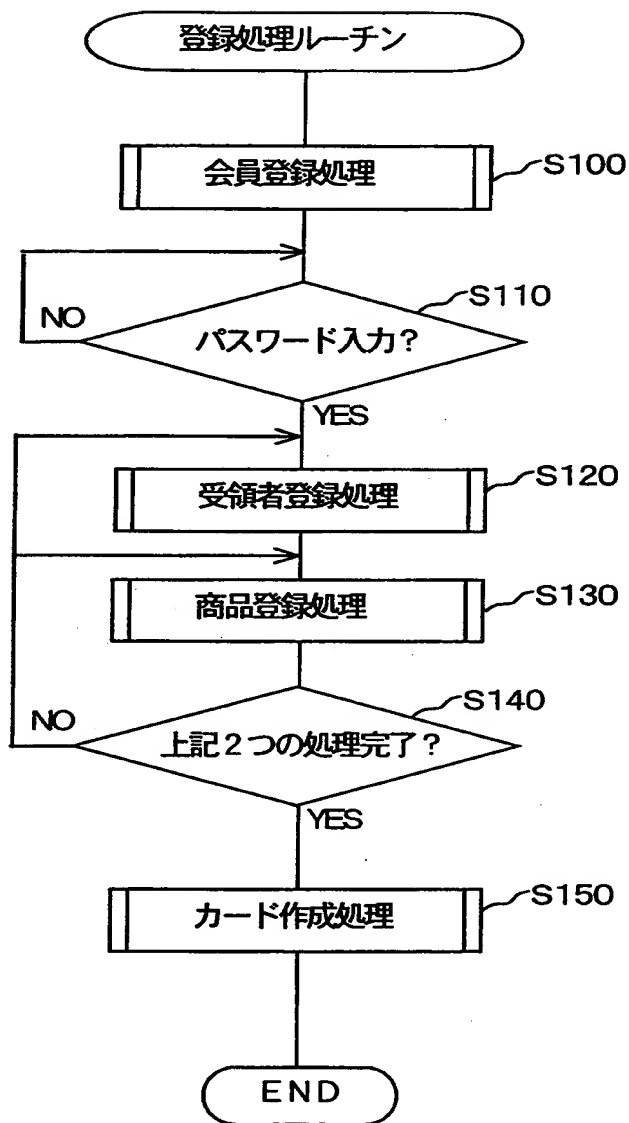 登録処理ルーチン
会員登録処理
S100
S110
NO
パスワード入力?
YES
S120
受領者登録処理
S130
商品登録処理
S140
NO
上記2つの処理完了?
YES
S150
カード作成処理
END